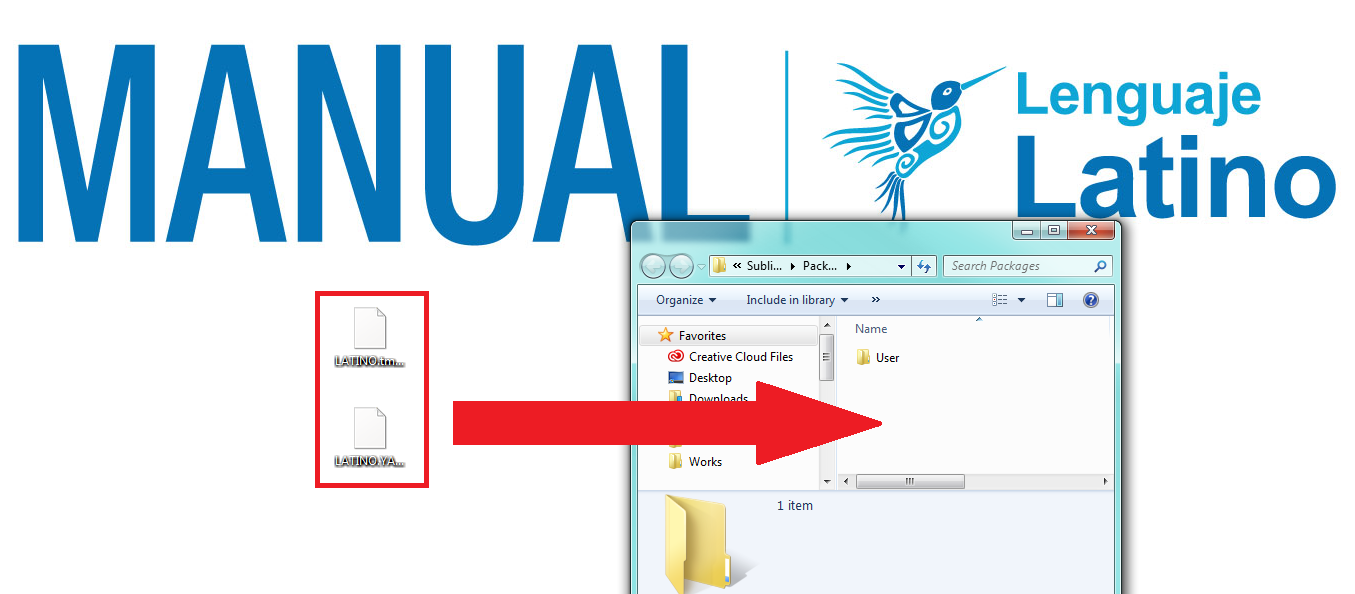 MANUAL
Lenguaje
Latino
« Subli... Pack...
Search Packages
Organize
Include in library
»
Name
Favorites
Creative Cloud Files
Desktop
Downloads
Works
User
1 item
LATINO.tm...
LATINO.YA...